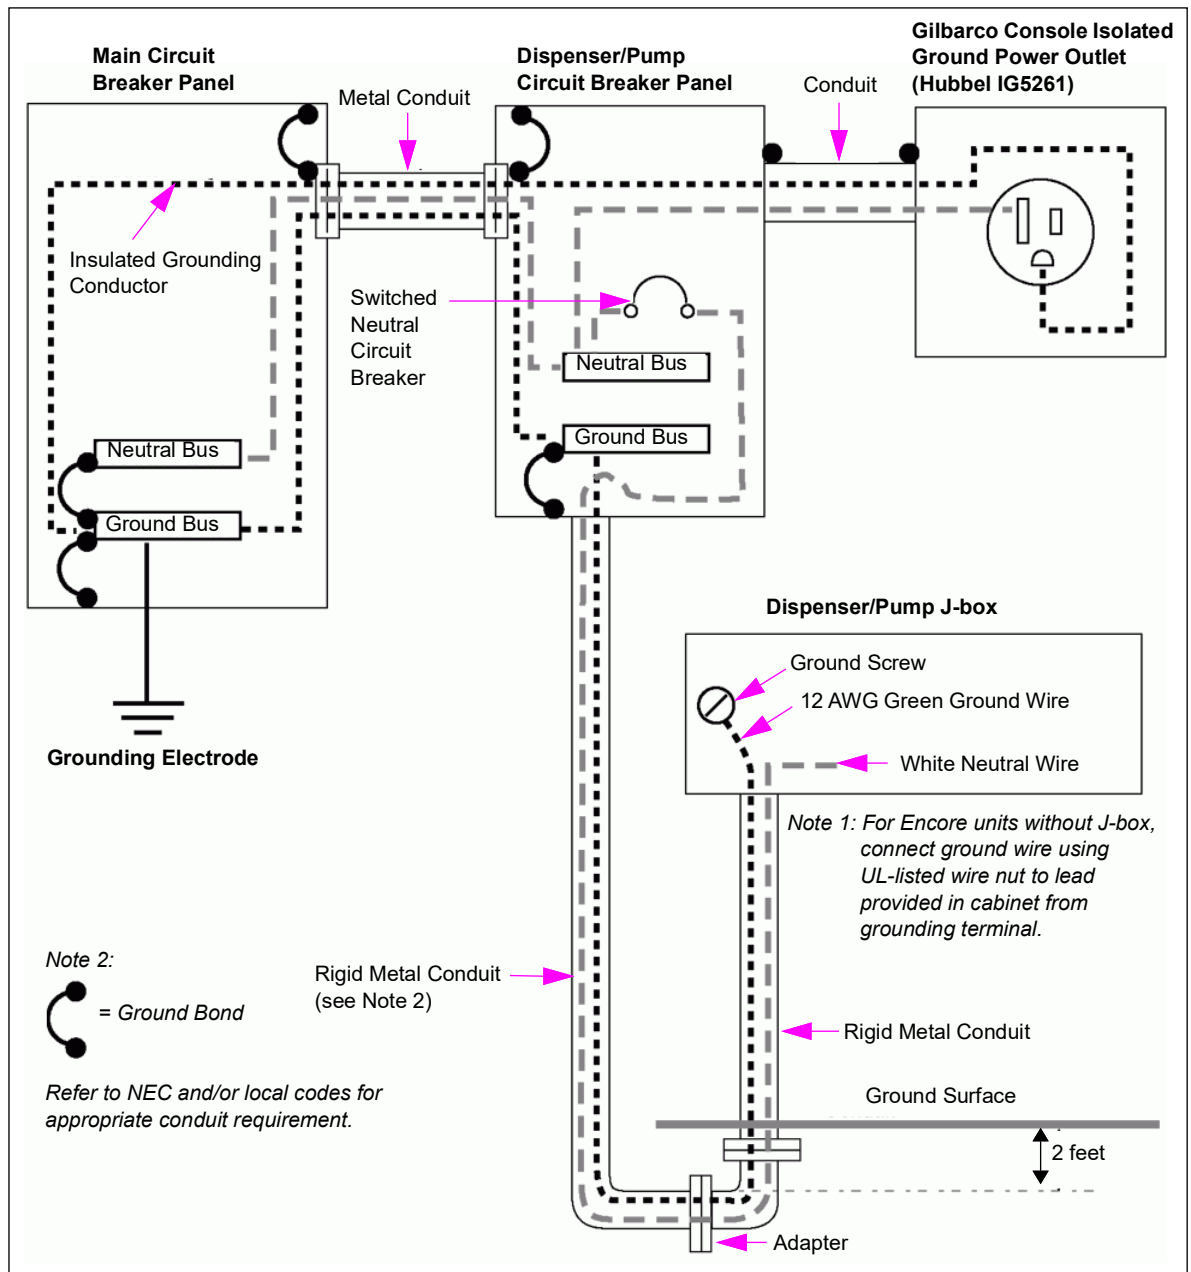 Main Circuit
Breaker Panel
Dispenser/Pump
Circuit Breaker Panel
Gilbarco Console Isolated
Ground Power Outlet
(Hubbel IG5261)
Metal Conduit
Conduit
Insulated Grounding
Conductor
Switched
Neutral
Circuit
Breaker
Neutral Bus
Ground Bus
Neutral Bus
Ground Bus
Grounding Electrode
Dispenser/Pump J-box
Ground Screw
12 AWG Green Ground Wire
White Neutral Wire
Note 1: For Encore units without J-box,
connect ground wire using
UL-listed wire nut to lead
provided in cabinet from
grounding terminal.
Note 2:
= Ground Bond
Refer to NEC and/or local codes for
appropriate conduit requirement.
Rigid Metal Conduit
(see Note 2)
Rigid Metal Conduit
Ground Surface
2 feet
Adapter